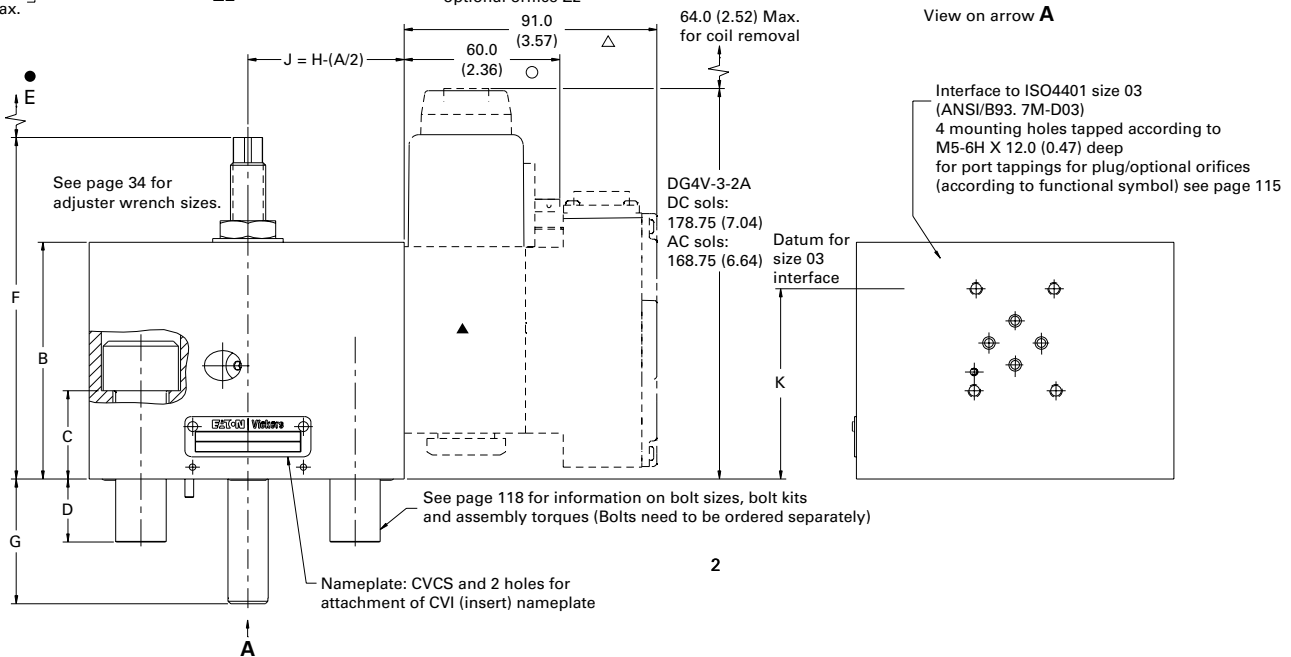 ax.
optional orifice Z2
91.0
(3.57)
△
64.0 (2.52) Max.
for coil removal
View on arrow A
J = H-(A/2)
60.0
(2.36)
○
●
E
Interface to ISO4401 size 03
(ANSI/B93. 7M-D03)
4 mounting holes tapped according to
M5-6H X 12.0 (0.47) deep
for port tappings for plug/optional orifices
(according to functional symbol) see page 115
See page 34 for
adjuster wrench sizes.
DG4V-3-2A
DC sols:
178.75 (7.04)
AC sols:
168.75 (6.64)
Datum for
size 03
interface
F
B
▲
K
C
EATON Vickers
D
G
See page 118 for information on bolt sizes, bolt kits
and assembly torques (Bolts need to be ordered separately)
2
Nameplate: CVCS and 2 holes for
attachment of CVI (insert) nameplate
A